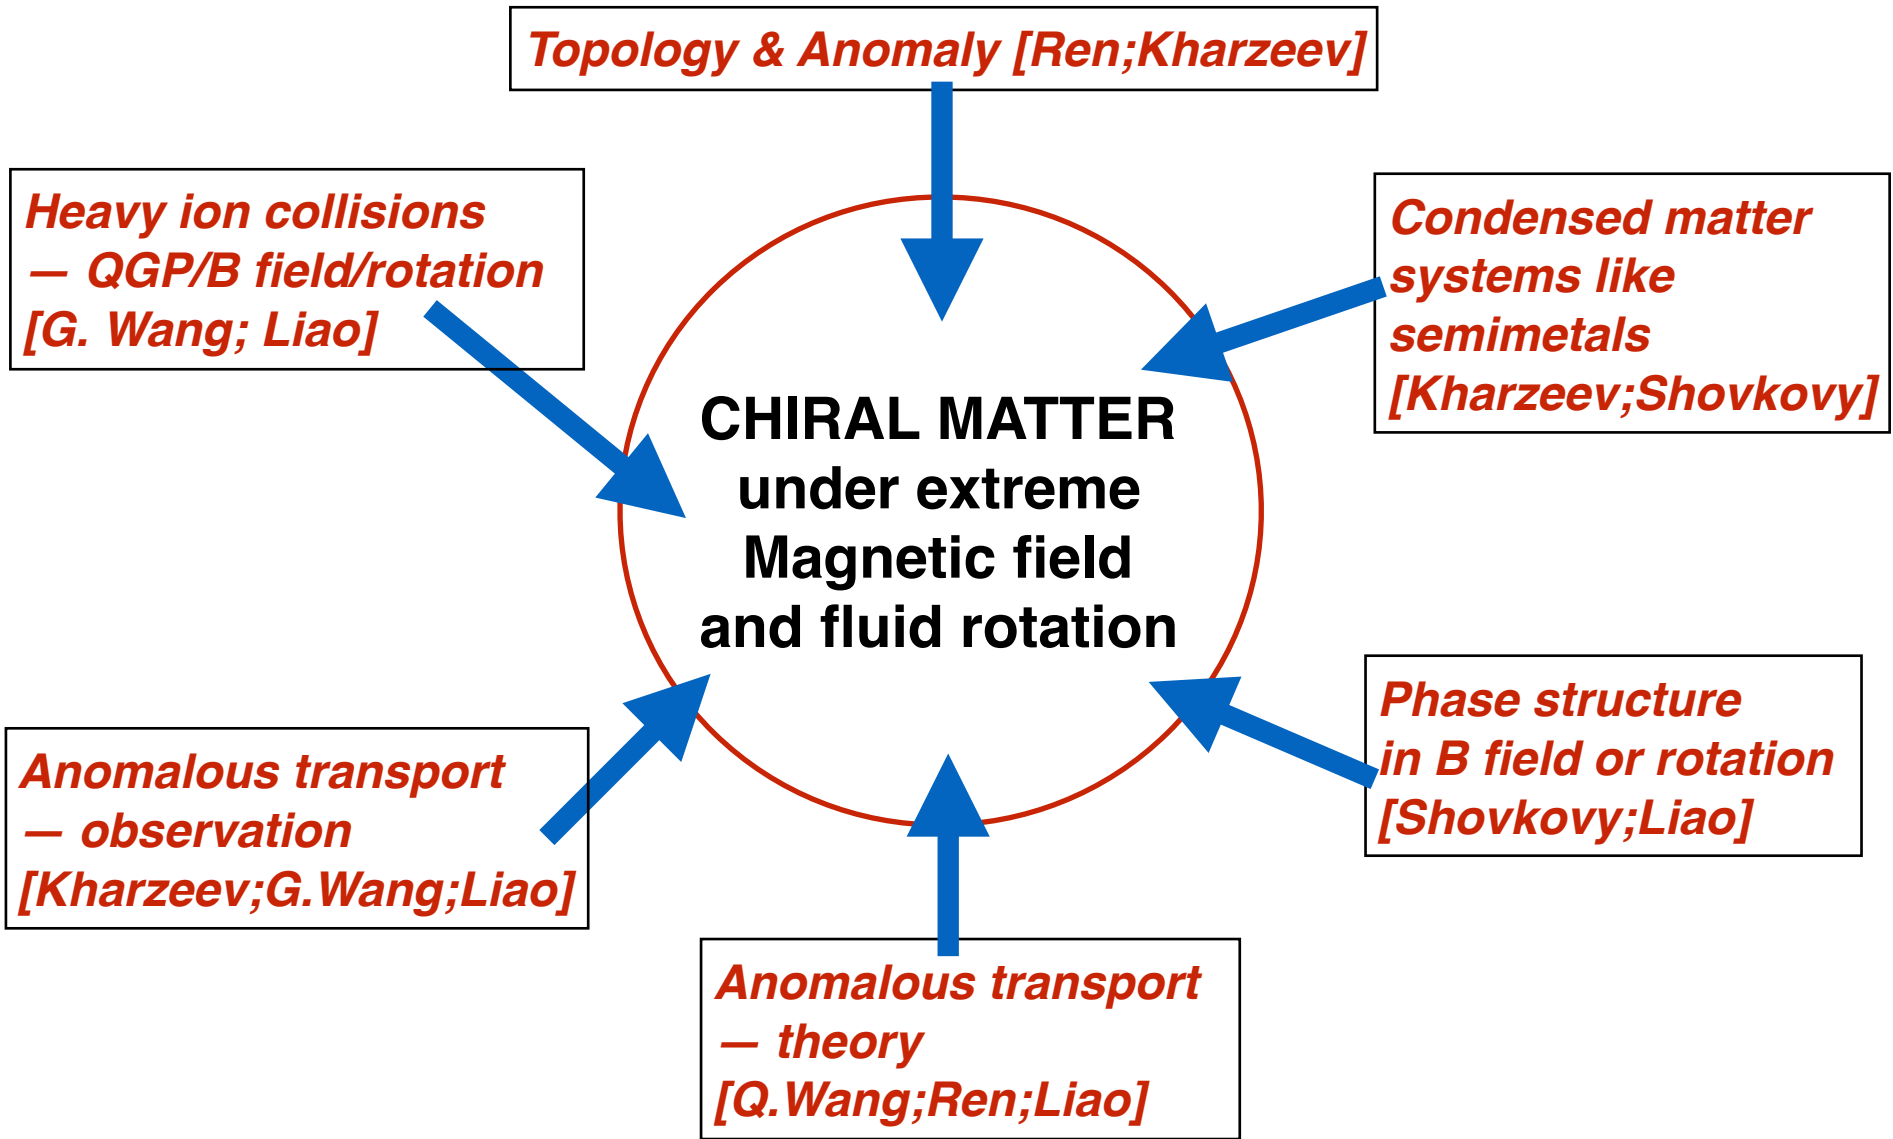 Topology & Anomaly [Ren;Kharzeev]
Heavy ion collisions
— QGP/B field/rotation
[G. Wang; Liao]
Condensed matter
systems like
semimetals
[Kharzeev;Shovkovy]
CHIRAL MATTER
under extreme
Magnetic field
and fluid rotation
Anomalous transport
— observation
[Kharzeev;G.Wang;Liao]
Phase structure
in B field or rotation
[Shovkovy;Liao]
Anomalous transport
— theory
[Q.Wang;Ren;Liao]